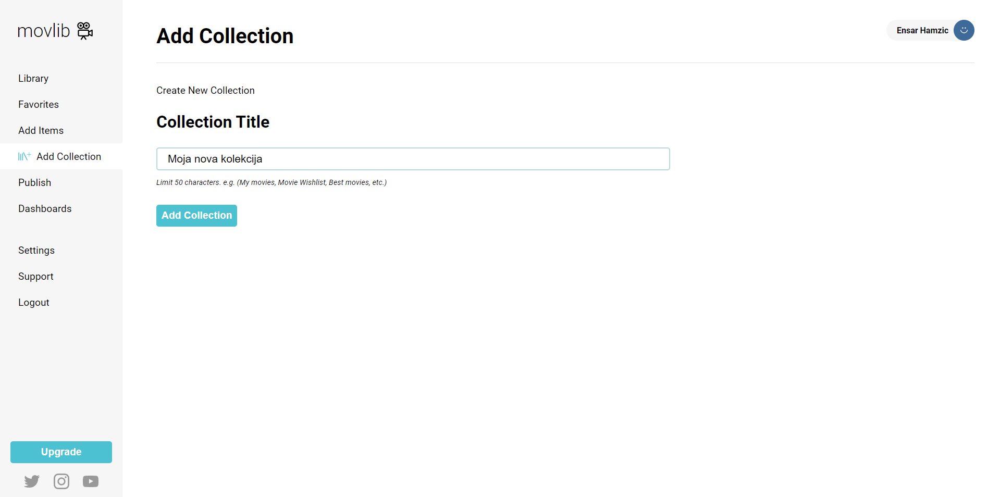 movlib
Library
Favorites
Add Items
Add Collection
Publish
Dashboards
Settings
Support
Logout
Upgrade
Add Collection
Ensar Hamzic
Create New Collection
Collection Title
Moja nova kolekcija
Limit 50 characters. e.g. (My movies, Movie Wishlist, Best movies, etc.)
Add Collection